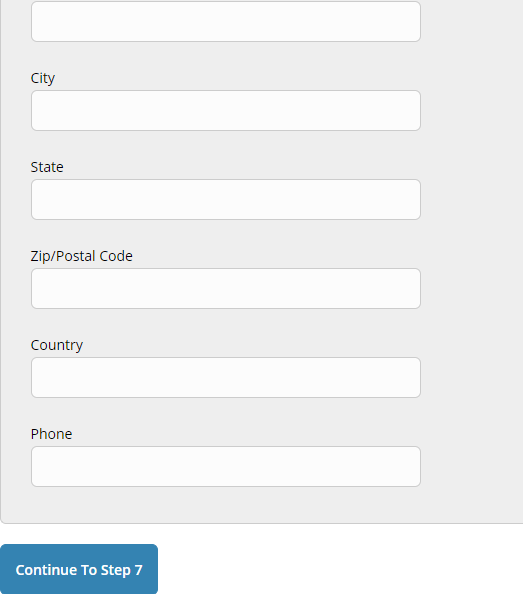 City
State
Zip/Postal Code
Country
Phone
Continue To Step 7